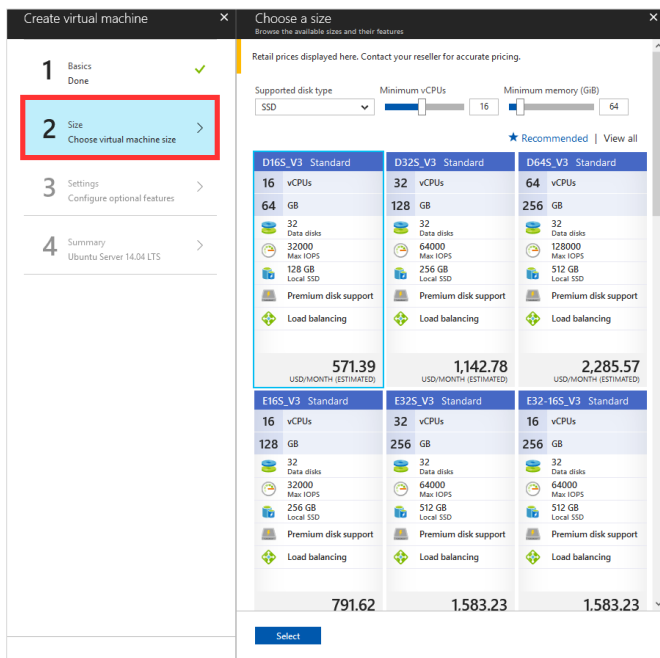 Create virtual machine
1
Basics
Done
2
Size
Choose virtual machine size
3
Settings
Configure optional features
4
Summary
Ubuntu Server 14.04 LTS
Choose a size
Browse the available sizes and their features
Retail prices displayed here. Contact your reseller for accurate pricing.
Supported disk type Minimum vCPUs Minimum memory (GiB)
SSD 16 64
★ Recommended | View all
D16S_V3 Standard
16 vCPUs
64 GB
32
Data disks
32000
Max IOPS
128 GB
Local SSD
Premium disk support
Load balancing
571.39
USD/MONTH (ESTIMATED)
D32S_V3 Standard
32 vCPUs
128 GB
32
Data disks
64000
Max IOPS
256 GB
Local SSD
Premium disk support
Load balancing
1,142.78
USD/MONTH (ESTIMATED)
D64S_V3 Standard
64 vCPUs
256 GB
32
Data disks
128000
Max IOPS
512 GB
Local SSD
Premium disk support
Load balancing
2,285.57
USD/MONTH (ESTIMATED)
E16S_V3 Standard
16 vCPUs
128 GB
32
Data disks
32000
Max IOPS
256 GB
Local SSD
Premium disk support
Load balancing
791.62
E32S_V3 Standard
32 vCPUs
256 GB
32
Data disks
64000
Max IOPS
512 GB
Local SSD
Premium disk support
Load balancing
1,583.23
E32-16S_V3 Standard
16 vCPUs
256 GB
32
Data disks
64000
Max IOPS
512 GB
Local SSD
Premium disk support
Load balancing
1,583.23
Select